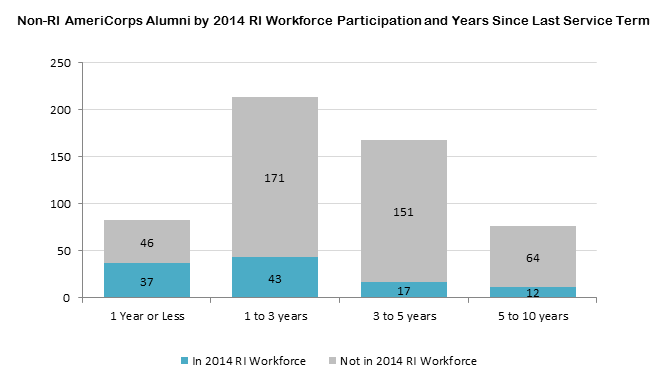 Non-RI AmeriCorps Alumni by 2014 RI Workforce Participation and Years Since Last Service Term
250
200
150
100
50
0
46
37
171
43
151
17
64
12
1 Year or Less
1 to 3 years
3 to 5 years
5 to 10 years
In 2014 RI Workforce
Not in 2014 RI Workforce